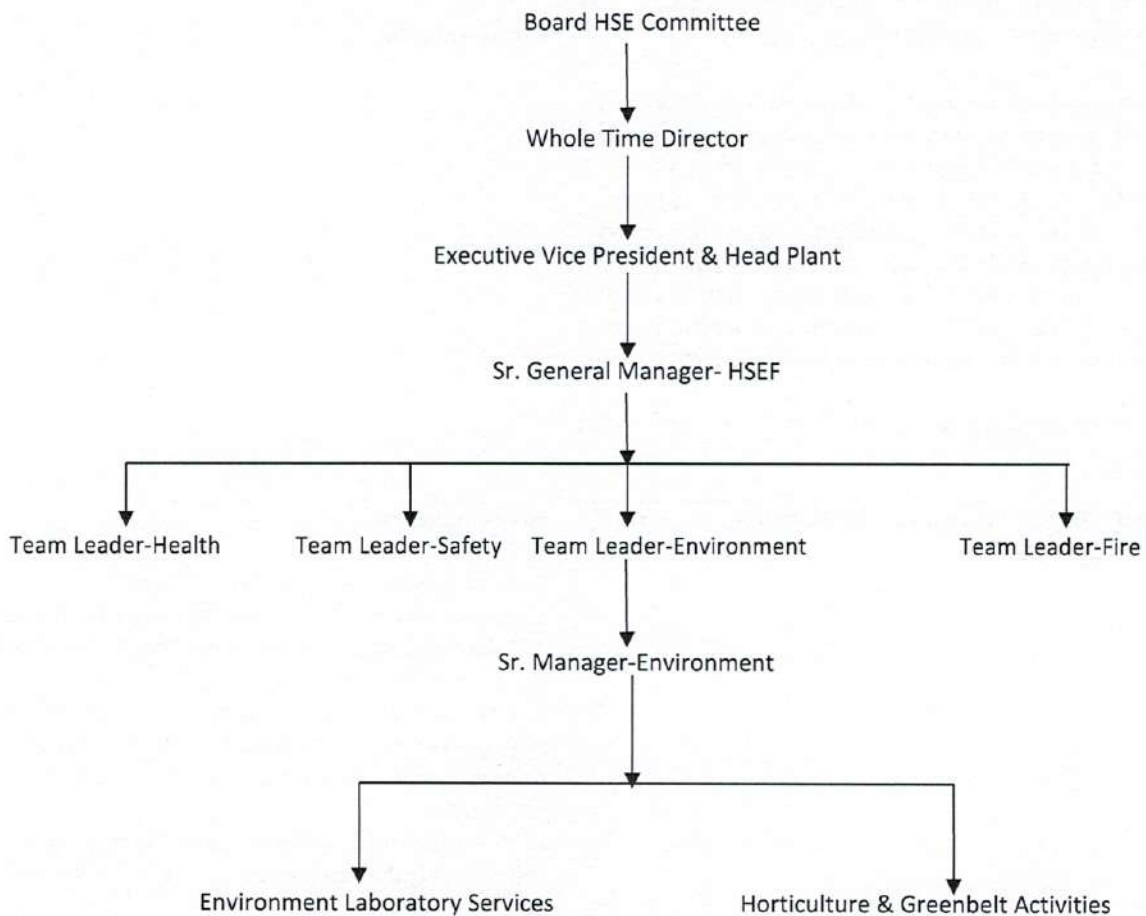 Board HSE Committee
Whole Time Director
Executive Vice President & Head Plant
Sr. General Manager- HSEF
Team Leader-Health
Team Leader-Safety
Team Leader-Environment
Team Leader-Fire
Sr. Manager-Environment
Environment Laboratory Services
Horticulture & Greenbelt Activities